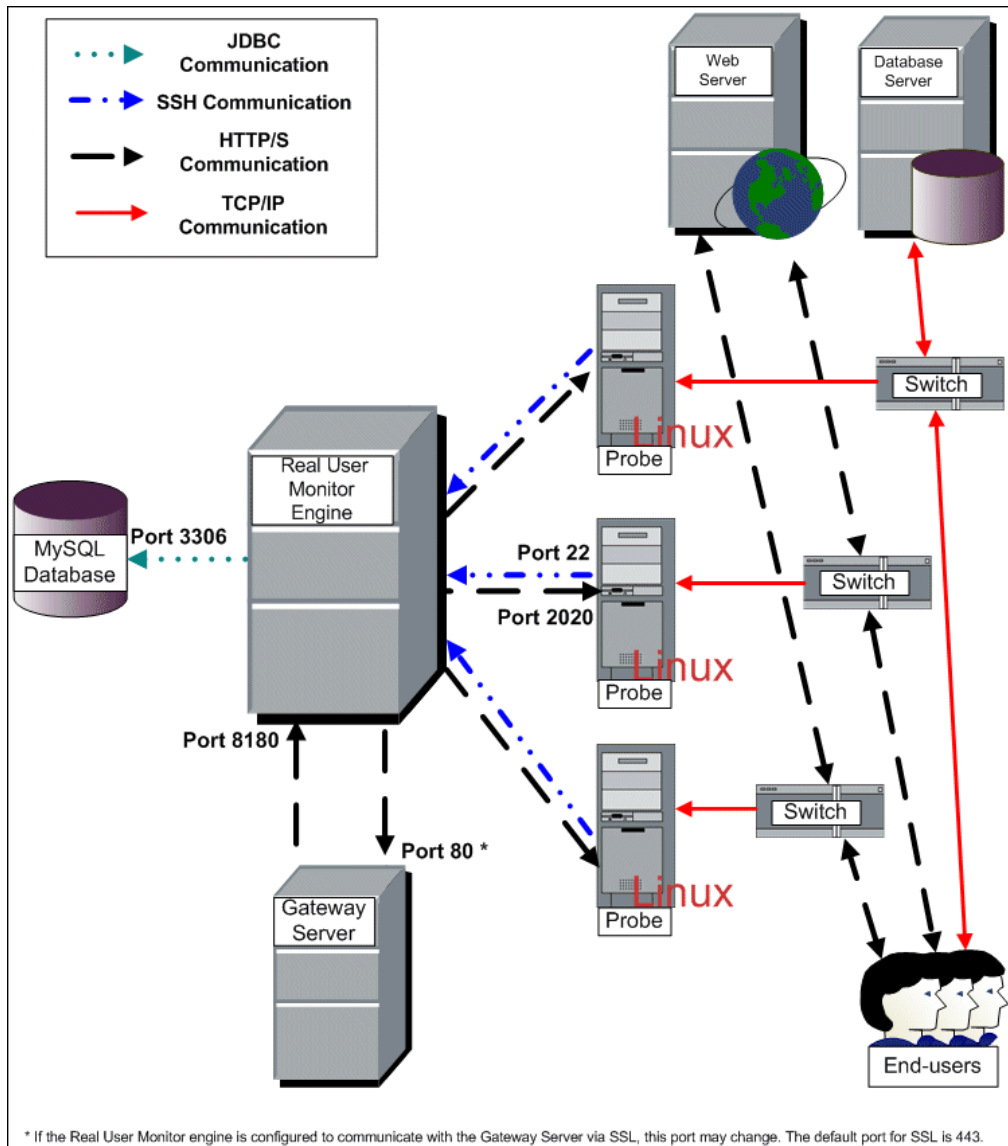 JDBC
Communication
SSH Communication
HTTP/S
Communication
TCP/IP
Communication
Web
Server
Database
Server
Switch
Linux
Probe
Real User
Monitor
Engine
Port 3306
MySQL
Database
Port 22
Port 2020
Switch
Linux
Probe
Port 8180
Switch
Port 80 *
Linux
Probe
Gateway
Server
End-users
* If the Real User Monitor engine is configured to communicate with the Gateway Server via SSL, this port may change. The default port for SSL is 443.